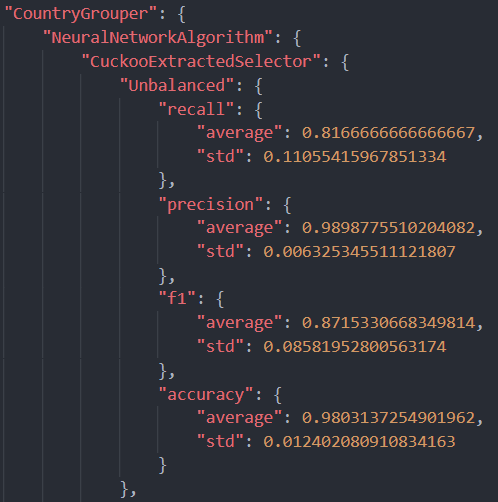 "CountryGrouper": {
"NeuralNetworkAlgorithm": {
"CuckooExtractedSelector": {
"Unbalanced": {
"recall": {
"average": 0.8166666666666667,
"std": 0.11055415967851334
},
"precision": {
"average": 0.9898775510204082,
"std": 0.006325345511121807
},
"f1": {
"average": 0.8715330668349814,
"std": 0.08581952800563174
},
"accuracy": {
"average": 0.9803137254901962,
"std": 0.012402080910834163
}
},